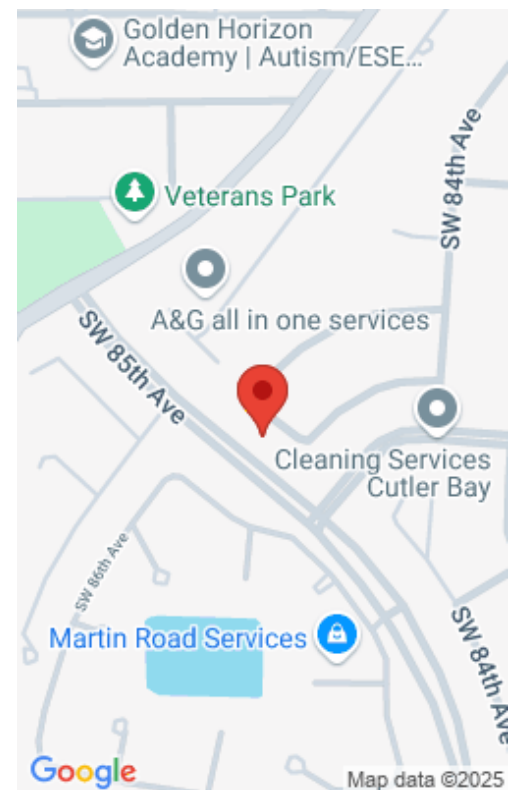 Golden Horizon
Academy | Autism/ESE...
SW 84th Ave
Veterans Park
A&G all in one services
SW 85th Ave
Cleaning Services
Cutler Bay
SW 86th Ave
Martin Road Services
SW 84th Ave
Google
Map data ©2025